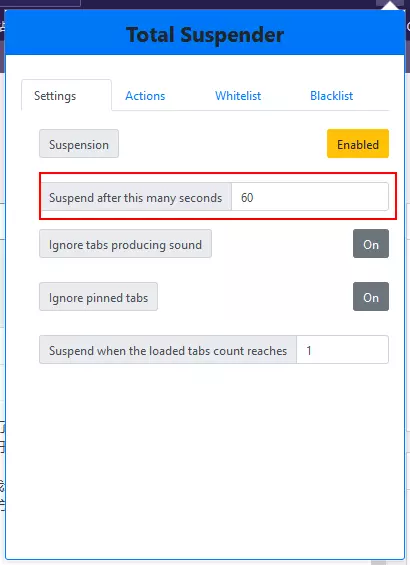 Total Suspender
Settings Actions Whitelist Blacklist
Suspension Enabled
Suspend after this many seconds 60
Ignore tabs producing sound On
Ignore pinned tabs On
Suspend when the loaded tabs count reaches 1